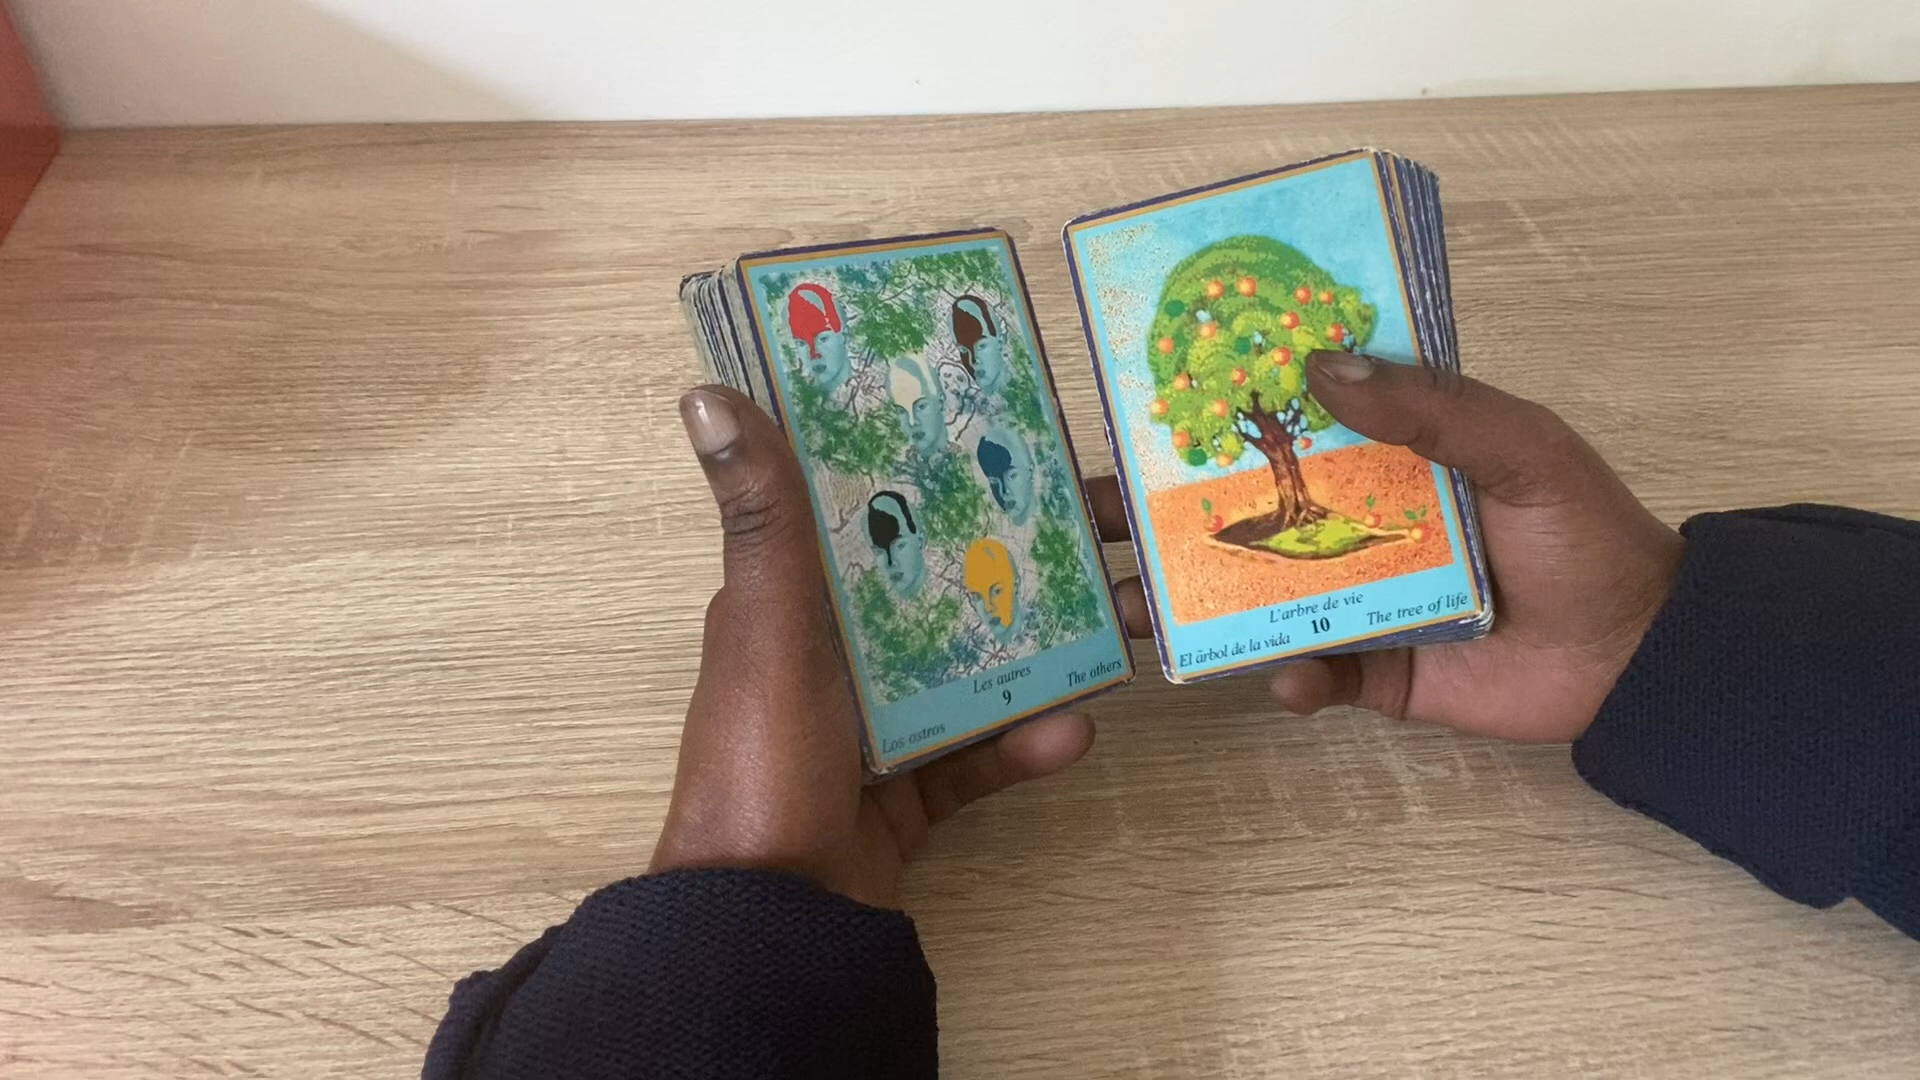 Les autres
9
The others
Los ostros
L'arbre de vie
10
The tree of life
El árbol de la vida